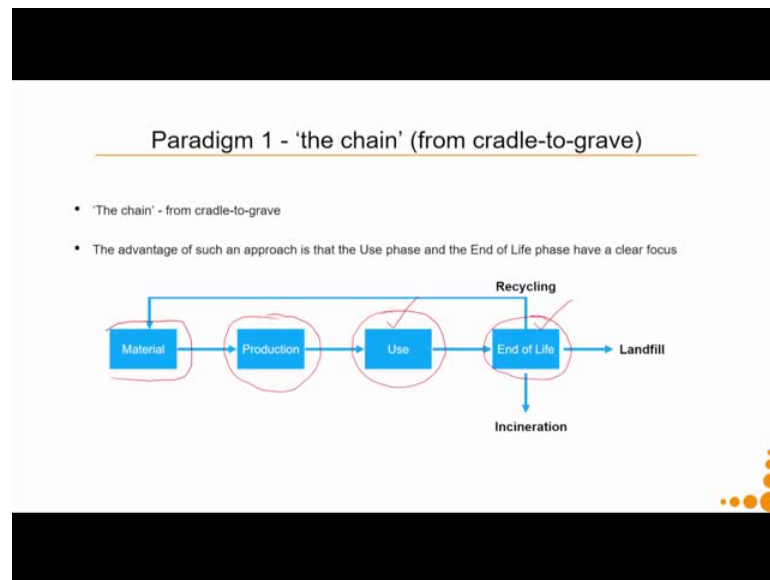 Paradigm 1 - ‘the chain’ (from cradle-to-grave)
• ‘The chain’ - from cradle-to-grave
• The advantage of such an approach is that the Use phase and the End of Life phase have a clear focus
Recycling
Material
Production
Use
End of Life
Landfill
Incineration